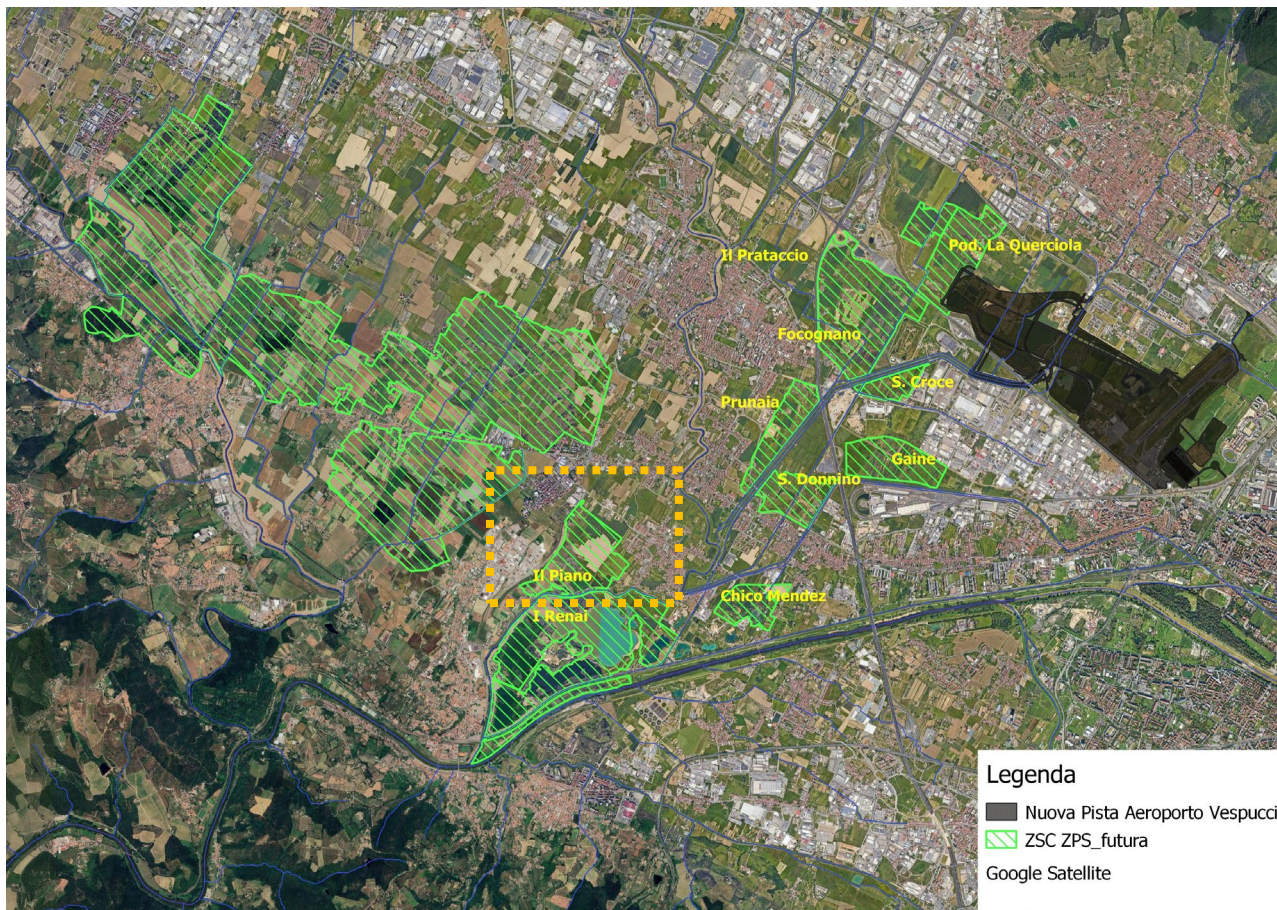 Pod. La Querciola
Il Prataccio
Focognano
S. Croce
Prunaia
Gaine
S. Donnino
Il Piano
Chico Mendez
I Renai
Legenda
Nuova Pista Aeroporto Vespucci
ZSC ZPS_futura
Google Satellite